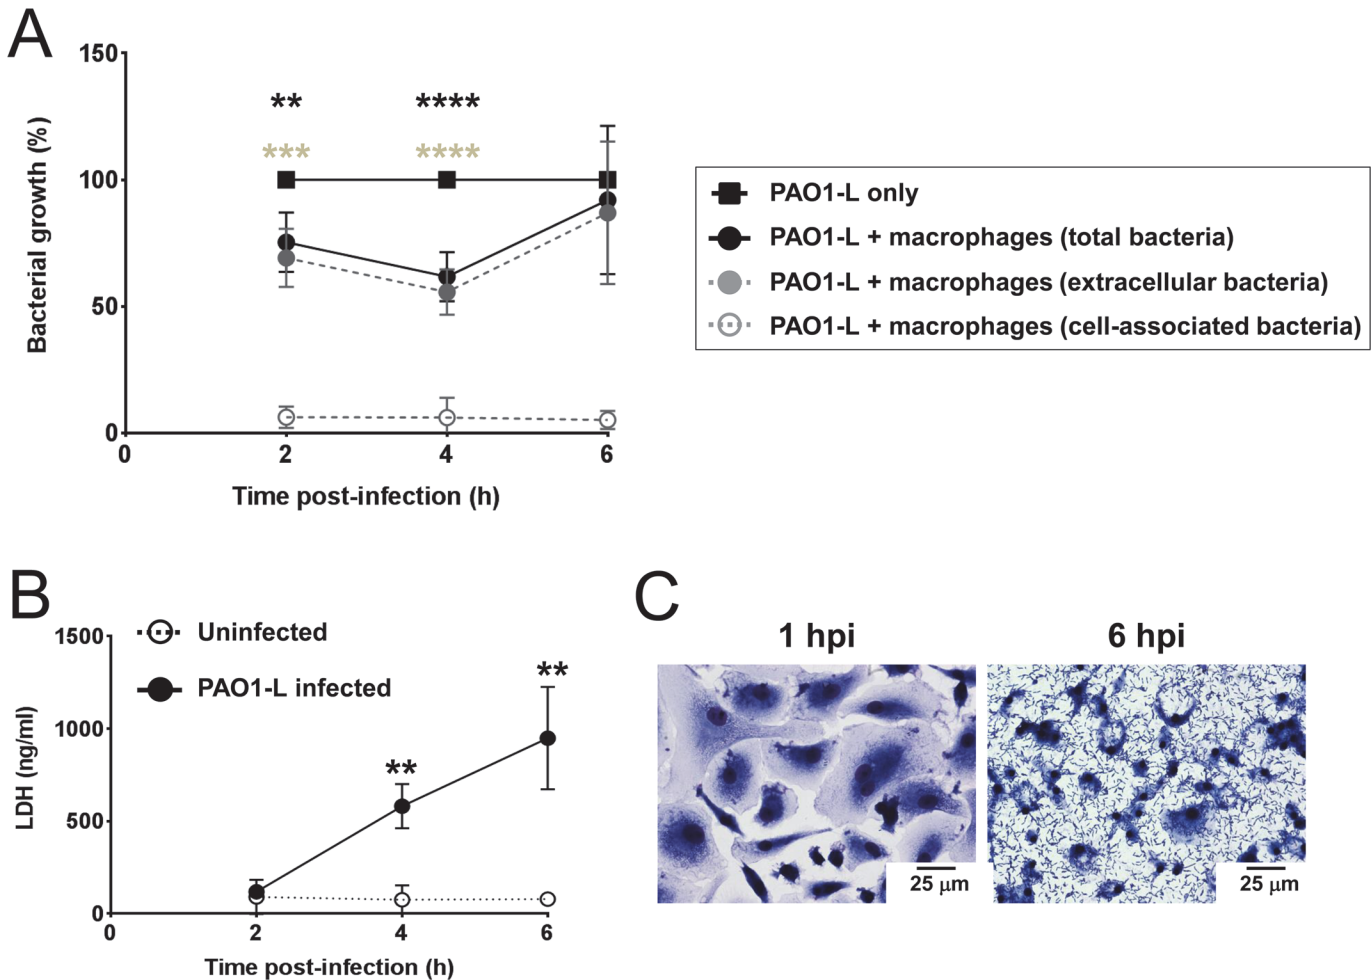 A
150
100
50
0
Bacterial growth (%)
** ****
*** ****
0 2 4 6
Time post-infection (h)
PAO1-L only
PAO1-L + macrophages (total bacteria)
PAO1-L + macrophages (extracellular bacteria)
PAO1-L + macrophages (cell-associated bacteria)
B
1500
1000
500
0
LDH (ng/ml)
Uninfected
PAO1-L infected
**
**
0 2 4 6
Time post-infection (h)
C
1 hpi
6 hpi
25 μm
25 μm